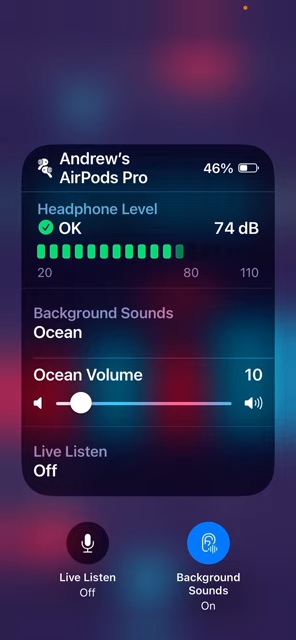 Andrew's
AirPods Pro
46%
Headphone Level
OK
74 dB
20
80
110
Background Sounds
Ocean
Ocean Volume
10
Live Listen
Off
Live Listen
Off
Background
Sounds
On